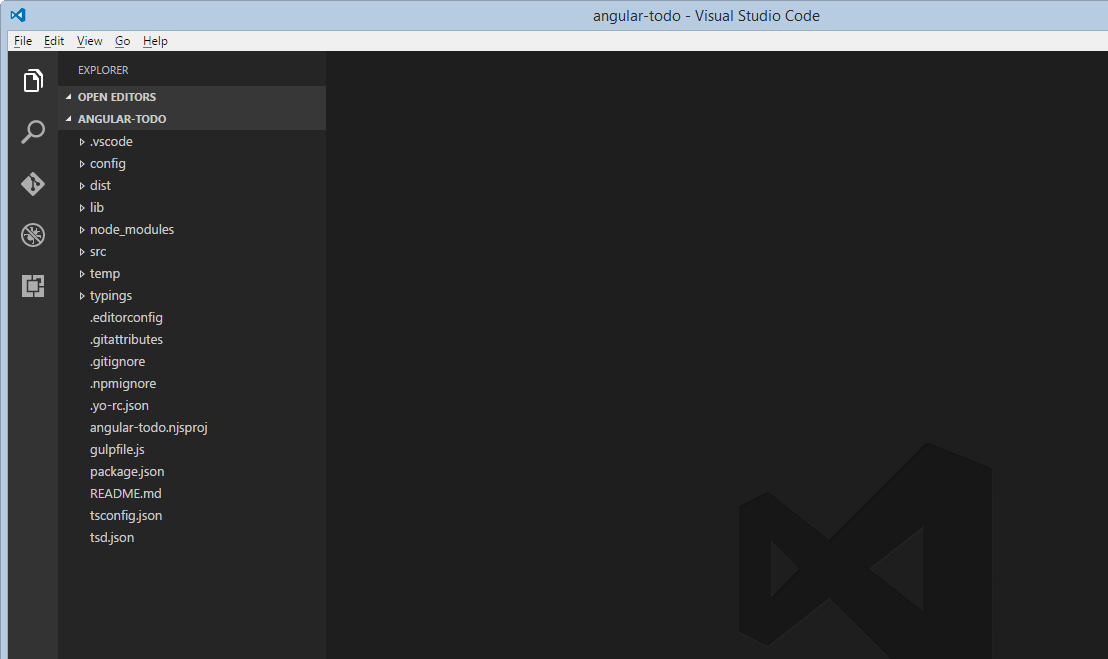 angular-todo - Visual Studio Code
File Edit View Go Help
EXPLORER
OPEN EDITORS
ANGULAR-TODO
.vscode
config
dist
lib
node_modules
src
temp
typings
.editorconfig
.gitattributes
.gitignore
.npmignore
.yo-rc.json
angular-todo.njsproj
gulpfile.js
package.json
README.md
tsconfig.json
tsd.json